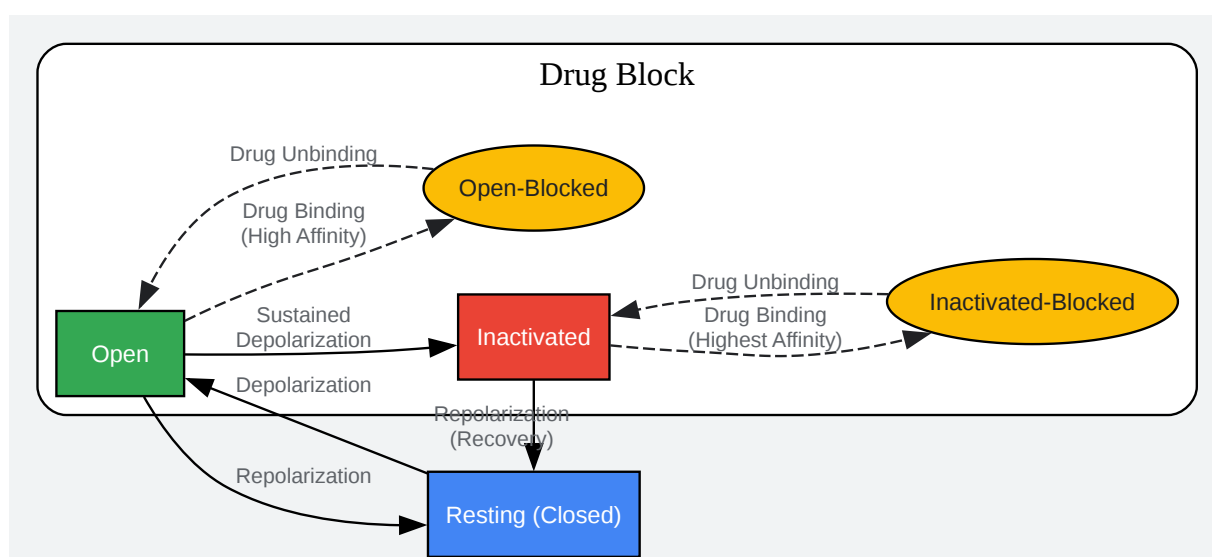 Drug Block
Drug Unbinding
Open-Blocked
Drug Binding
(High Affinity)
Drug Unbinding
Inactivated-Blocked
Drug Binding
(Highest Affinity)
Sustained
Depolarization
Inactivated
Open
Depolarization
Repolarization
(Recovery)
Repolarization
Resting (Closed)